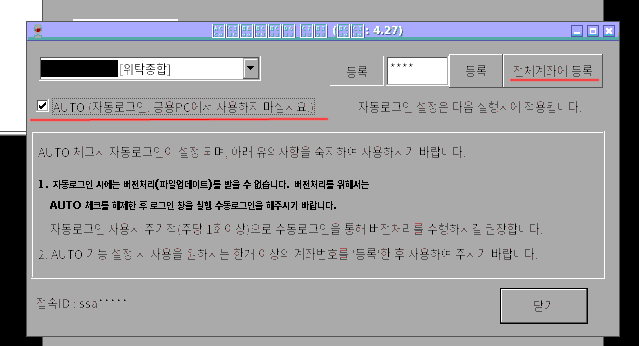 : 4.27)
[위탁종합]
등록
****
등록
전체계좌에 등록
AUTO (자동로그인, 공용PC에서 사용하지 마십시요.)
자동로그인 설정은 다음 실행시에 적용됩니다.
AUTO 체크시 자동로그인이 설정 되며, 아래 유의사항을 숙지하여 사용하시기 바랍니다.
1. 자동로그인 시에는 버전처리(파일업데이트)를 받을 수 없습니다. 버전처리를 위해서는
AUTO 체크를 해제한 후 로그인 창을 실행 수동로그인을 해주시기 바랍니다.
자동로그인 사용시 주기적(주당 1회 이상)으로 수동로그인을 통해 버전처리를 수행하시길 권장합니다.
2. AUTO 기능 설정 시 사용을 원하시는 한개 이상의 계좌번호를 '등록'한 후 사용하여 주시기 바랍니다.
접속ID : ssa*****
닫기